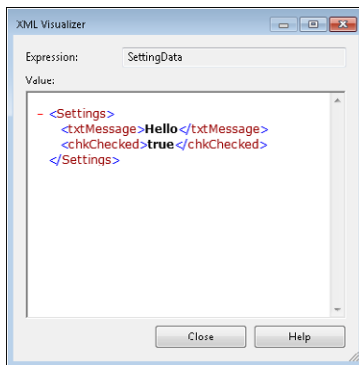 XML Visualizer
Expression: SettingData
Value:
- <Settings>
<txtMessage>Hello</txtMessage>
<chkChecked>true</chkChecked>
</Settings>
Close Help